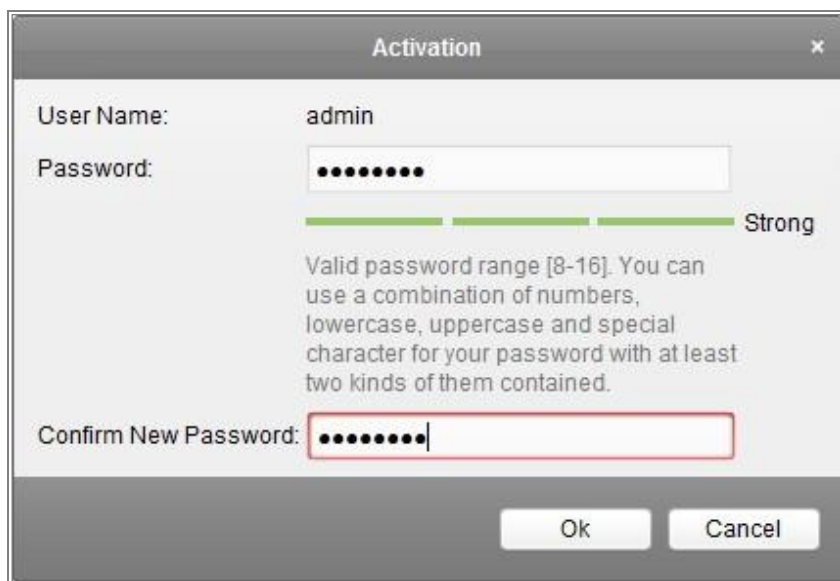 Activation ×
User Name: admin
Password: ••••••••
Strong
Valid password range [8-16]. You can
use a combination of numbers,
lowercase, uppercase and special
character for your password with at least
two kinds of them contained.
Confirm New Password: ••••••••
Ok Cancel